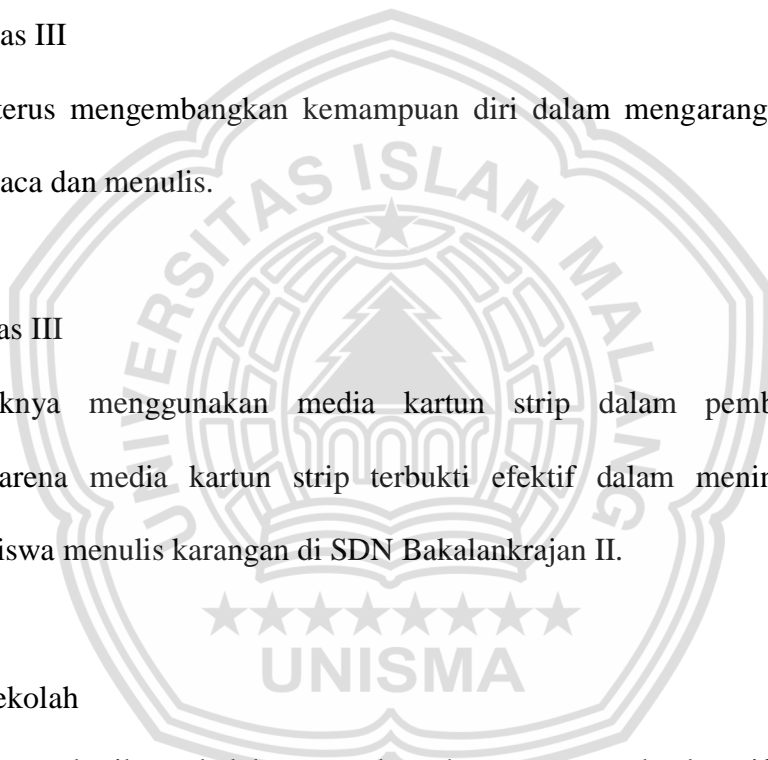 as III
terus mengembangkan kemampuan diri dalam mengarang
aca dan menulis.
as III
knya menggunakan media kartun strip dalam pemb
arena media kartun strip terbukti efektif dalam menin
iswa menulis karangan di SDN Bakalankrajan II.
ekolah
UNIVERSITAS ISLAM MALANG
UNISMA